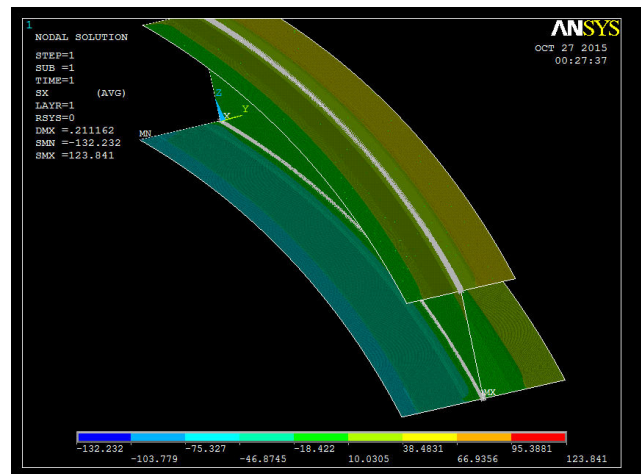 1
NODAL SOLUTION
STEP=1
SUB =1
TIME=1
SX (AVG)
LAYR=1
RSYS=0
DMX =.211162
SMN =-132.232
SMX =123.841
ANSYS
OCT 27 2015
00:27:37
Z
Y
X
MN
MX
-132.232 -75.327 -18.422 38.4831 95.3881
-103.779 -46.8745 10.0305 66.9356 123.841